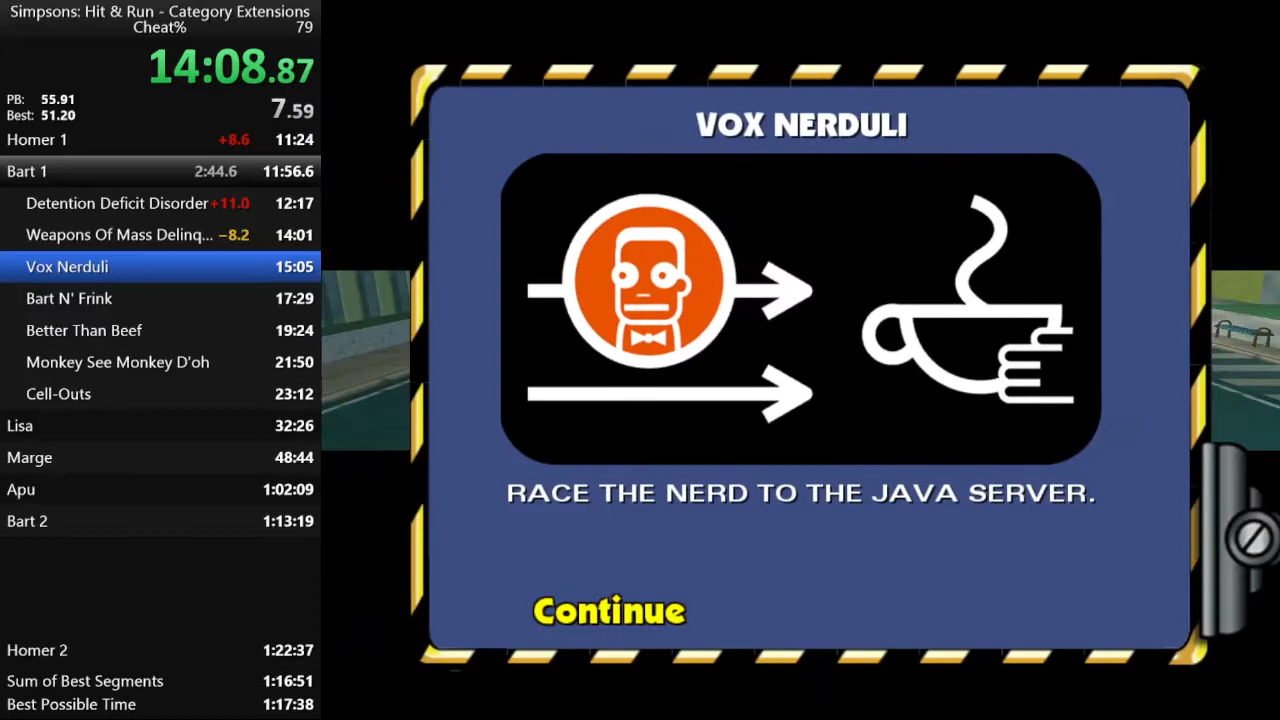 Simpsons: Hit & Run - Category Extensions
Cheat% 79
14:08.87
PB: 55.91
Best: 51.20
7.59
Homer 1 +8.6 11:24
Bart 1 2:44.6 11:56.6
Detention Deficit Disorder +11.0 12:17
Weapons Of Mass Delinq... −8.2 14:01
Vox Nerduli 15:05
Bart N' Frink 17:29
Better Than Beef 19:24
Monkey See Monkey D'oh 21:50
Cell-Outs 23:12
Lisa 32:26
Marge 48:44
Apu 1:02:09
Bart 2 1:13:19
Homer 2 1:22:37
Sum of Best Segments 1:16:51
Best Possible Time 1:17:38
VOX NERDULI
RACE THE NERD TO THE JAVA SERVER.
Continue